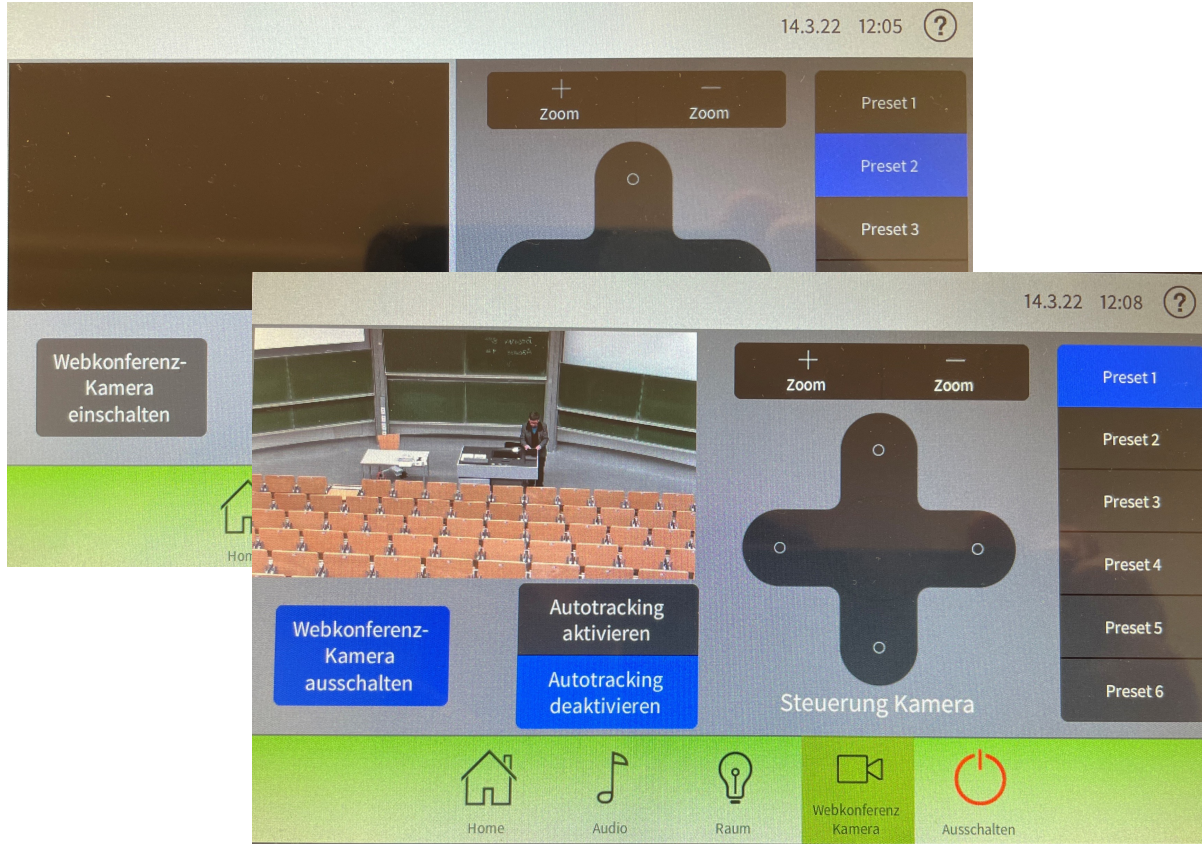 14.3.22 12:05 ?
+ −
Zoom Zoom
Preset 1
Preset 2
Preset 3
Webkonferenz-
Kamera
einschalten
14.3.22 12:08 ?
+ −
Zoom Zoom
Preset 1
Preset 2
Preset 3
Preset 4
Preset 5
Preset 6
Webkonferenz-
Kamera
ausschalten
Autotracking
aktivieren
Autotracking
deaktivieren
Steuerung Kamera
Home
Audio
Raum
Webkonferenz
Kamera
Ausschalten